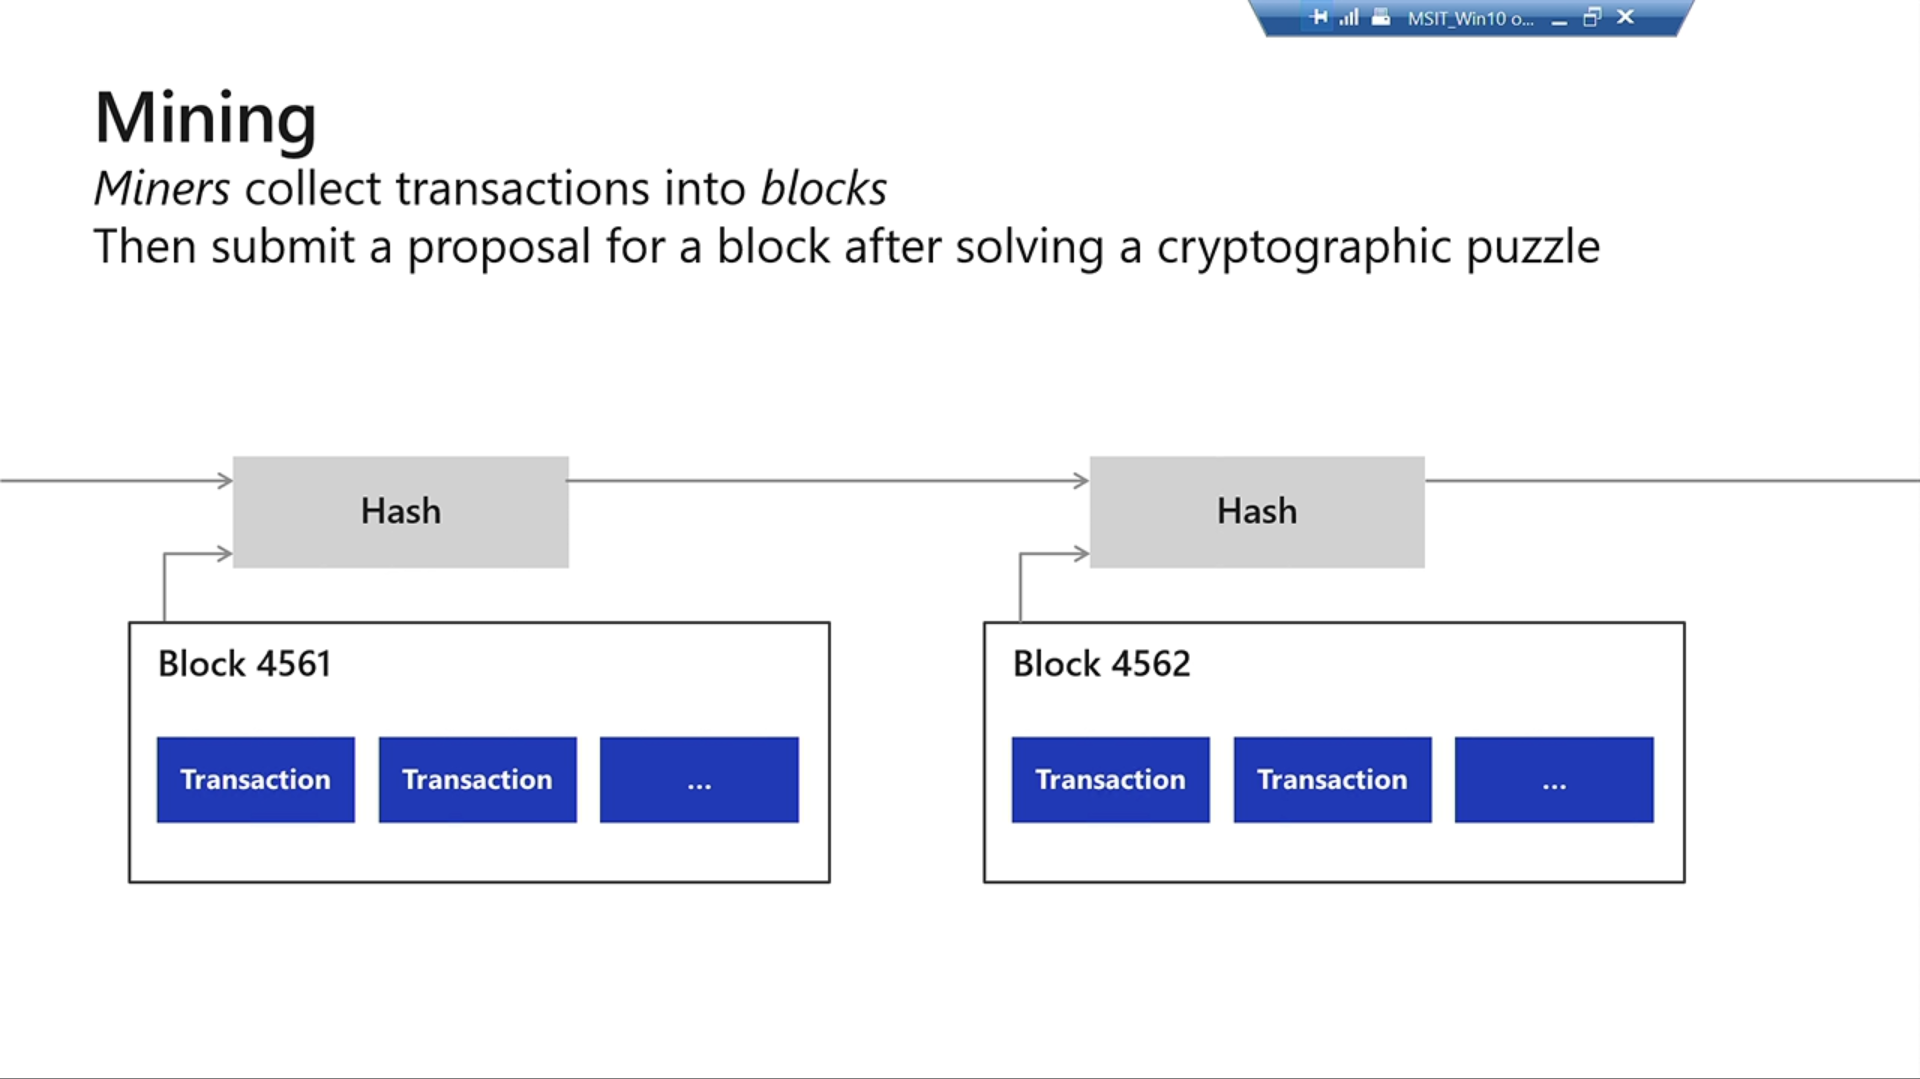 MSIT_Win10 o...
Mining
Miners collect transactions into blocks
Then submit a proposal for a block after solving a cryptographic puzzle
Hash
Hash
Block 4561
Block 4562
Transaction
Transaction
...
Transaction
Transaction
...